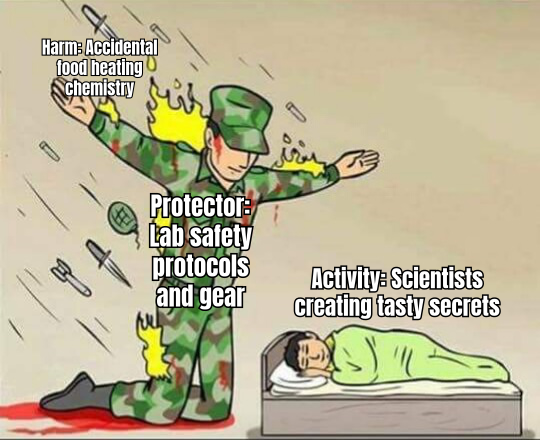 Harm: Accidental
food heating
chemistry
Protector:
Lab safety
protocols
and gear
Activity: Scientists
creating tasty secrets